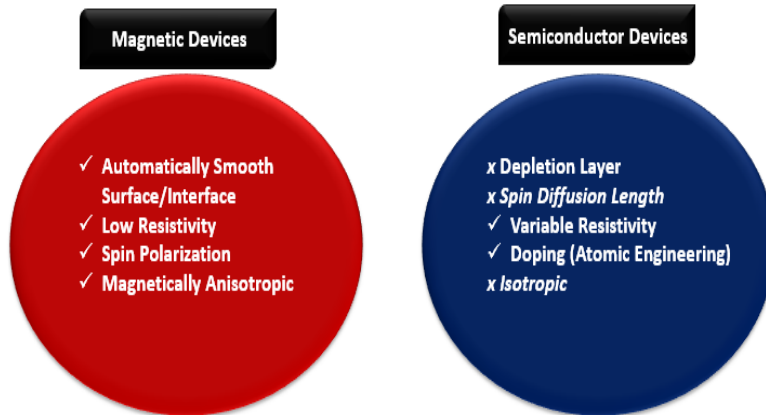 Magnetic Devices
Semiconductor Devices
✓ Automatically Smooth
Surface/Interface
✓ Low Resistivity
✓ Spin Polarization
✓ Magnetically Anisotropic
x Depletion Layer
x Spin Diffusion Length
✓ Variable Resistivity
✓ Doping (Atomic Engineering)
x Isotropic